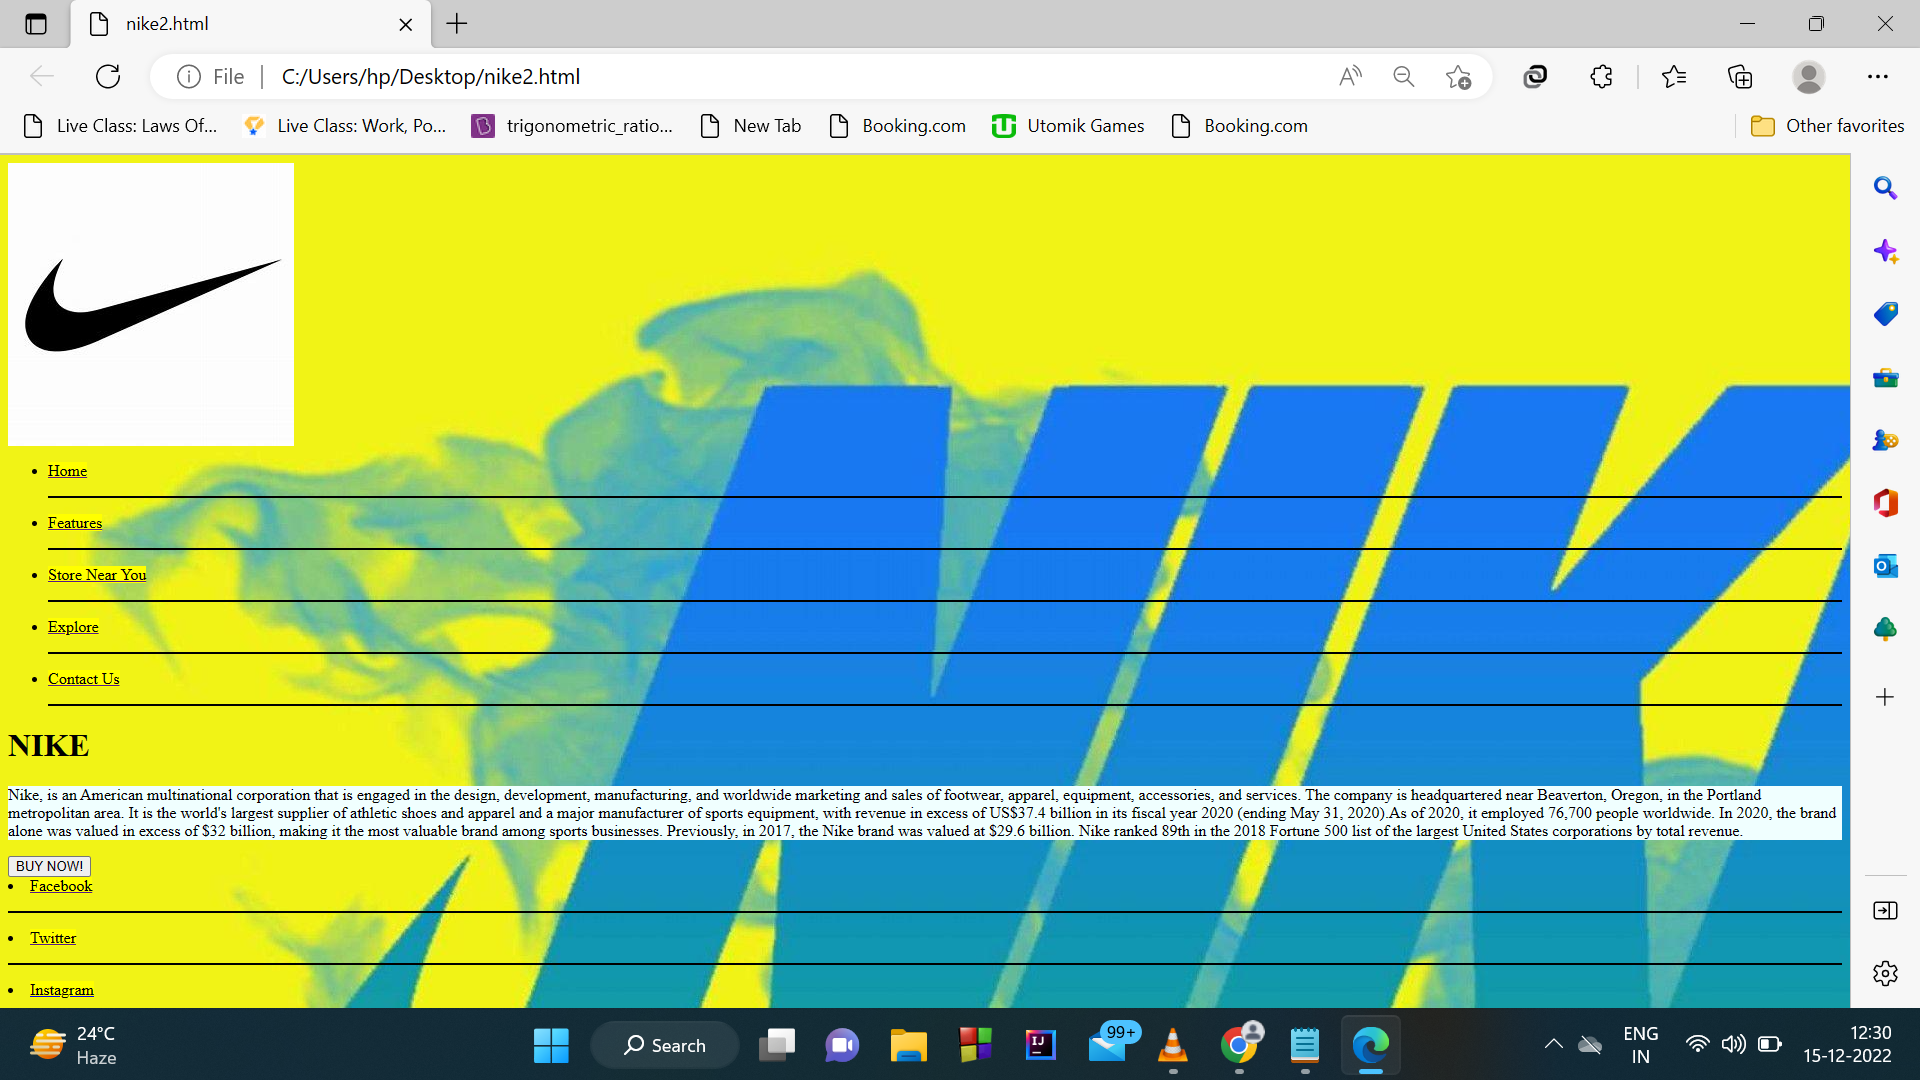 nike2.html
File
C:/Users/hp/Desktop/nike2.html
Live Class: Laws Of...
Live Class: Work, Po...
trigonometric_ratio...
New Tab
Booking.com
Utomik Games
Booking.com
Other favorites
Home
Features
Store Near You
Explore
Contact Us
NIKE
Nike, is an American multinational corporation that is engaged in the design, development, manufacturing, and worldwide marketing and sales of footwear, apparel, equipment, accessories, and services. The company is headquartered near Beaverton, Oregon, in the Portland
metropolitan area. It is the world's largest supplier of athletic shoes and apparel and a major manufacturer of sports equipment, with revenue in excess of US$37.4 billion in its fiscal year 2020 (ending May 31, 2020).As of 2020, it employed 76,700 people worldwide. In 2020, the brand
alone was valued in excess of $32 billion, making it the most valuable brand among sports businesses. Previously, in 2017, the Nike brand was valued at $29.6 billion. Nike ranked 89th in the 2018 Fortune 500 list of the largest United States corporations by total revenue.
BUY NOW!
Facebook
Twitter
Instagram
24°C
Haze
Search
99+
ENG
IN
12:30
15-12-2022